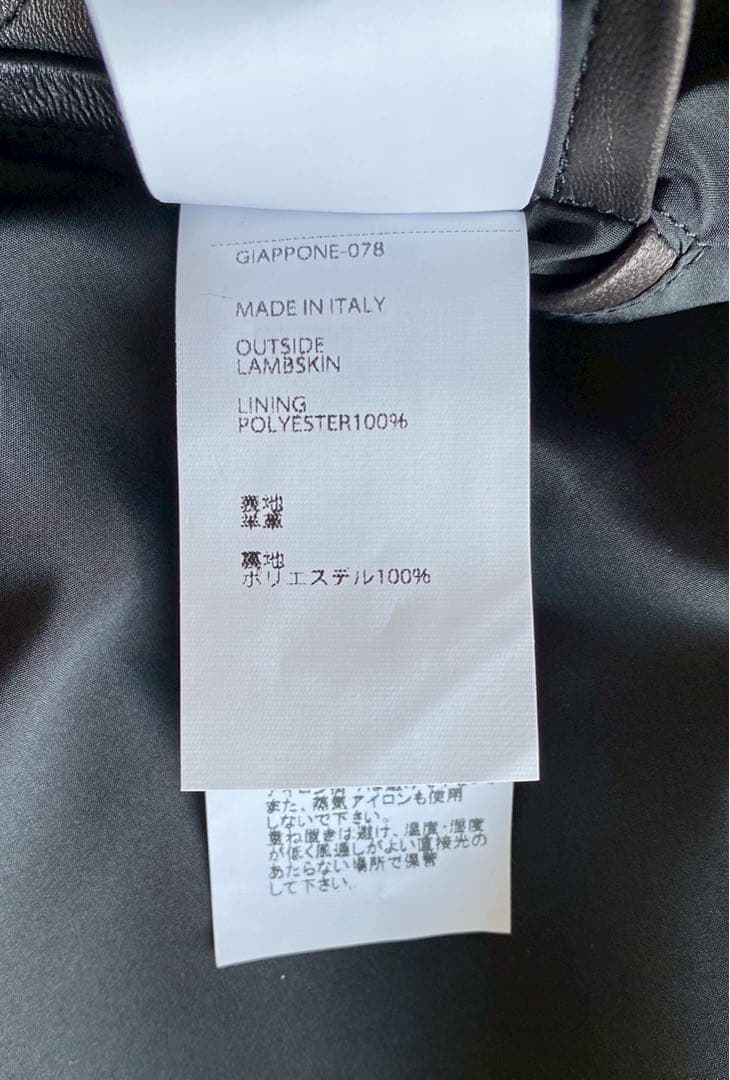 GIAPPONE-078
MADE IN ITALY
OUTSIDE
LAMBSKIN
LINING
POLYESTER100%
表地
羊革
裏地
ポリエステル100%
また、蒸気アイロンも使用
しないで下さい。
重ね置きは避け、温度・湿度
が低く風通しがよい直接光の
あたらない場所で保管
して下さい。